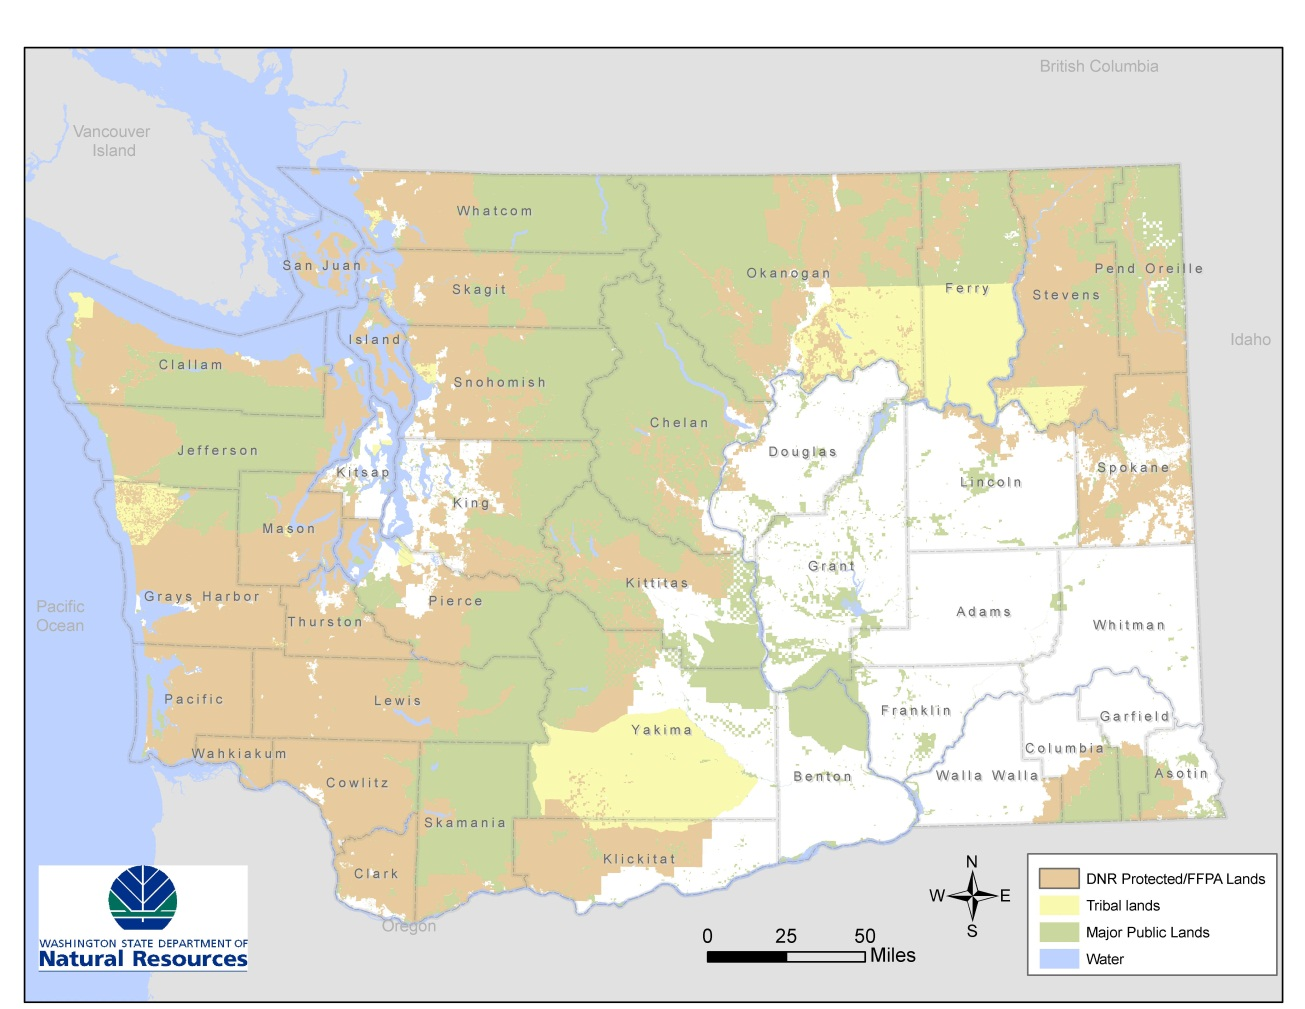 British Columbia
Vancouver
Island
Whatcom
San Juan
Skagit
Okanogan
Ferry
Pend Oreille
Stevens
Island
Idaho
Clallam
Snohomish
Chelan
Jefferson
Douglas
Kitsap
Spokane
King
Lincoln
Mason
Grant
Kittitas
Grays Harbor
Pacific
Ocean
Pierce
Adams
Thurston
Whitman
Pacific
Lewis
Franklin
Garfield
Yakima
Columbia
Wahkiakum
Asotin
Benton
Walla Walla
Cowlitz
Skamania
Klickitat
Clark
Oregon
N
W
E
S
0 25 50
Miles
DNR Protected/FFPA Lands
Tribal lands
Major Public Lands
Water
WASHINGTON STATE DEPARTMENT OF
Natural Resources